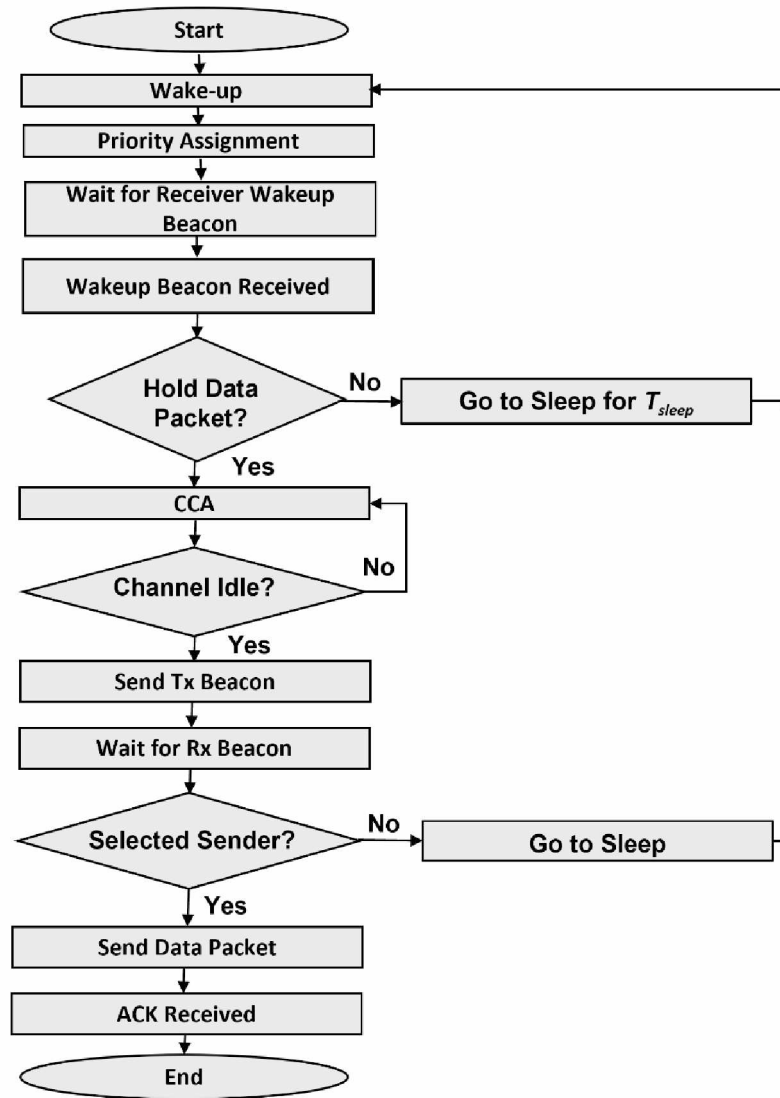 Start
Wake-up
Priority Assignment
Wait for Receiver Wakeup
Beacon
Wakeup Beacon Received
Hold Data
Packet?
No
Go to Sleep for T_sleep
Yes
CCA
Channel Idle?
No
Yes
Send Tx Beacon
Wait for Rx Beacon
Selected Sender?
No
Go to Sleep
Yes
Send Data Packet
ACK Received
End